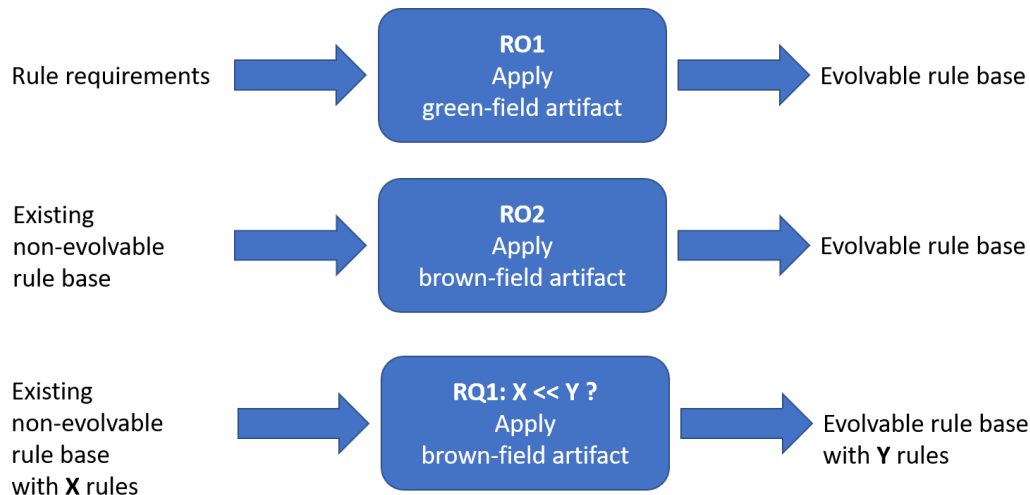 Rule requirements
RO1
Apply
green-field artifact
Evolvable rule base
Existing
non-evolvable
rule base
RO2
Apply
brown-field artifact
Evolvable rule base
Existing
non-evolvable
rule base
with X rules
RQ1: X << Y ?
Apply
brown-field artifact
Evolvable rule base
with Y rules